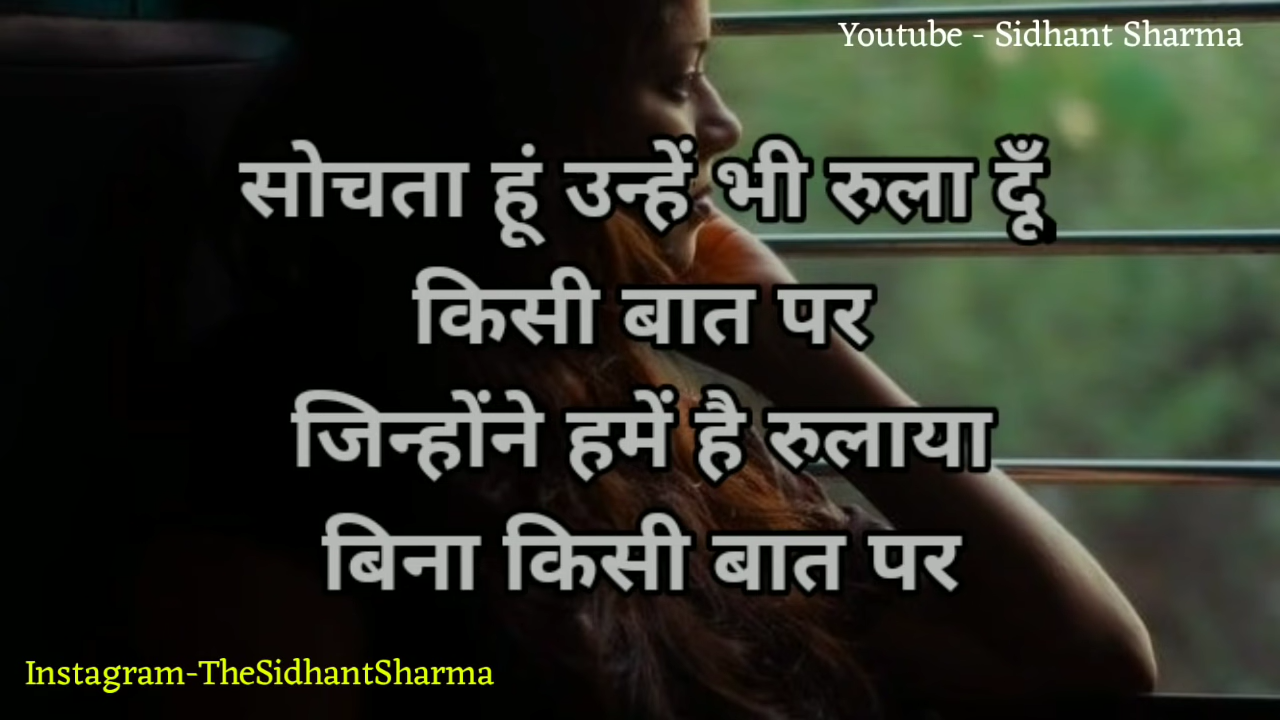 Youtube - Sidhant Sharma
सोचता हूं उन्हें भी रुला दूँ
किसी बात पर
जिन्होंने हमें है रुलाया
बिना किसी बात पर
Instagram-TheSidhantSharma